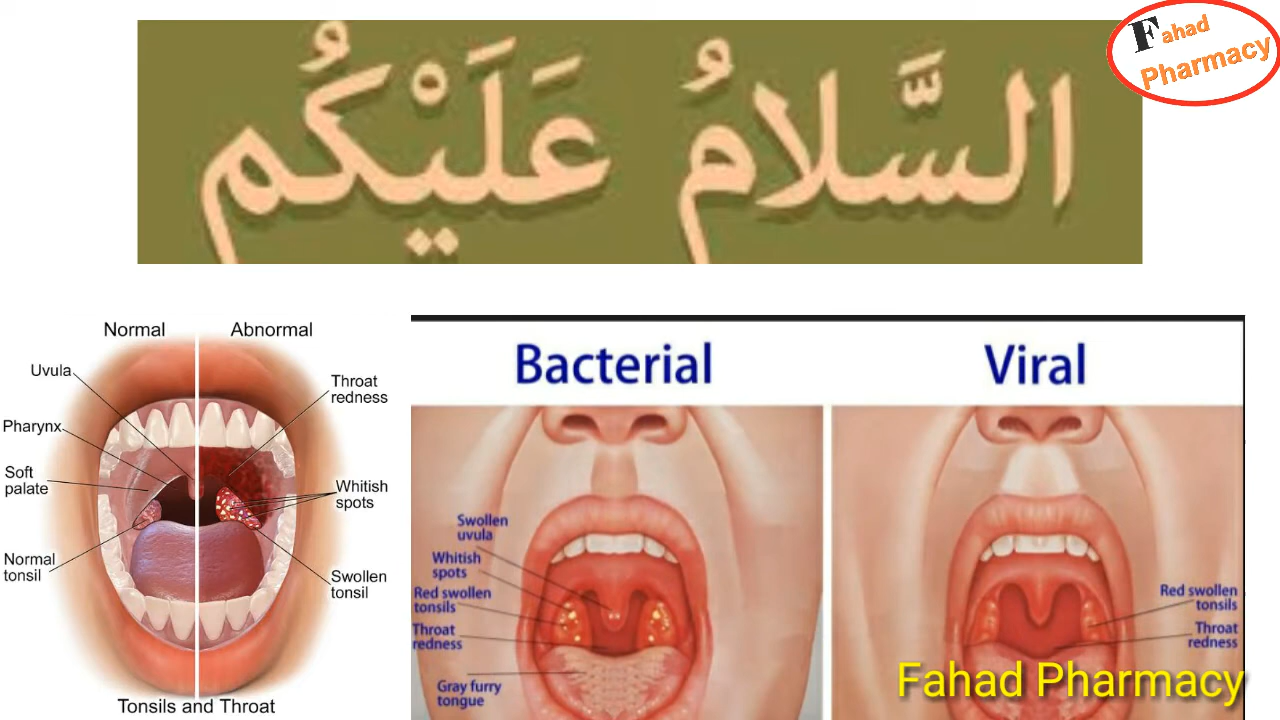 Fahad
Pharmacy
السَّلامُ عَلَيْكُم
Normal
Abnormal
Uvula
Pharynx
Soft
palate
Normal
tonsil
Throat
redness
Whitish
spots
Swollen
tonsil
Tonsils and Throat
Bacterial
Swollen
uvula
Whitish
spots
Red swollen
tonsils
Throat
redness
Gray furry
tongue
Viral
Red swollen
tonsils
Throat
redness
Fahad Pharmacy